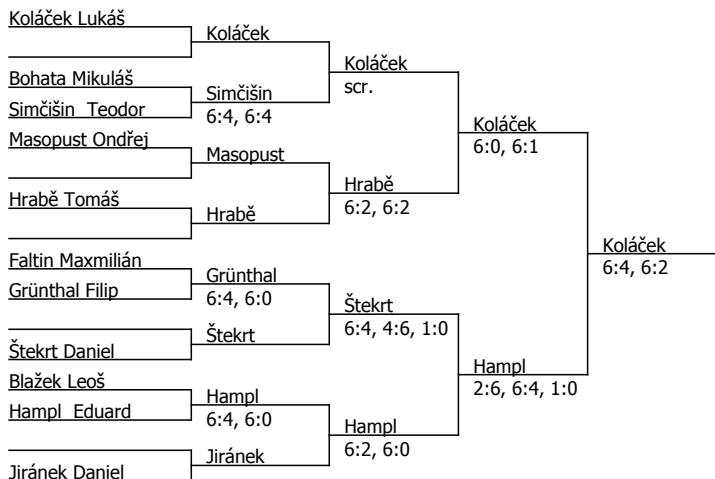 Koláček Lukáš
Bohata Mikuláš
Simčišin Teodor
Masopust Ondřej
Hrabě Tomáš
Faltin Maxmilián
Grünthal Filip
Štekrt Daniel
Blažek Leoš
Hampl Eduard
Jiránek Daniel
Koláček
Simčišin
6:4, 6:4
Masopust
Hrabě
Grünthal
6:4, 6:0
Štekrt
Hampl
6:4, 6:0
Jiránek
Koláček
scr.
Hrabě
6:2, 6:2
Štekrt
6:4, 4:6, 1:0
Hampl
6:2, 6:0
Koláček
6:0, 6:1
Hampl
2:6, 6:4, 1:0
Koláček
6:4, 6:2